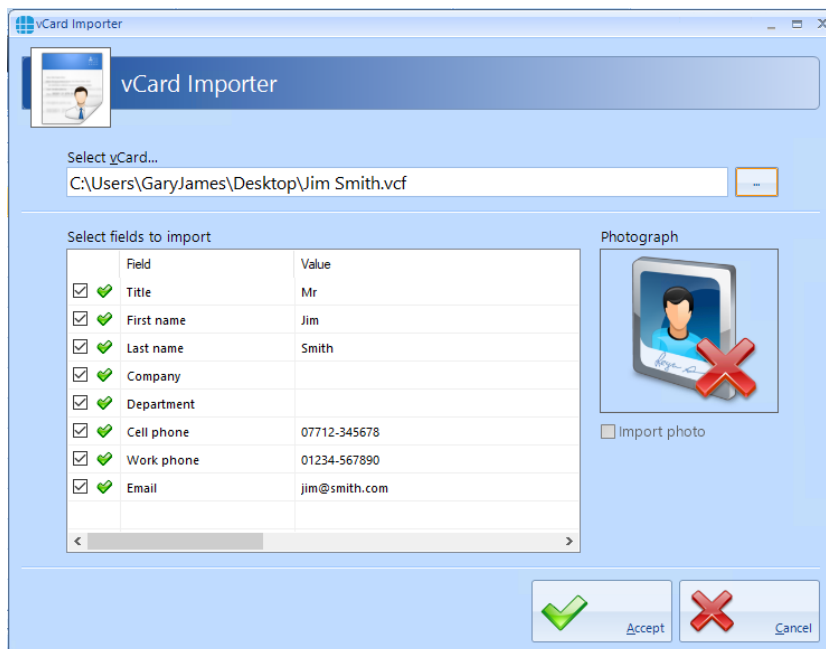 vCard Importer
vCard Importer
Select vCard...
C:\Users\GaryJames\Desktop\Jim Smith.vcf
...
Select fields to import
Photograph
Field Value
Title Mr
First name Jim
Last name Smith
Company
Department
Cell phone 07712-345678
Work phone 01234-567890
Email jim@smith.com
Import photo
Accept
Cancel